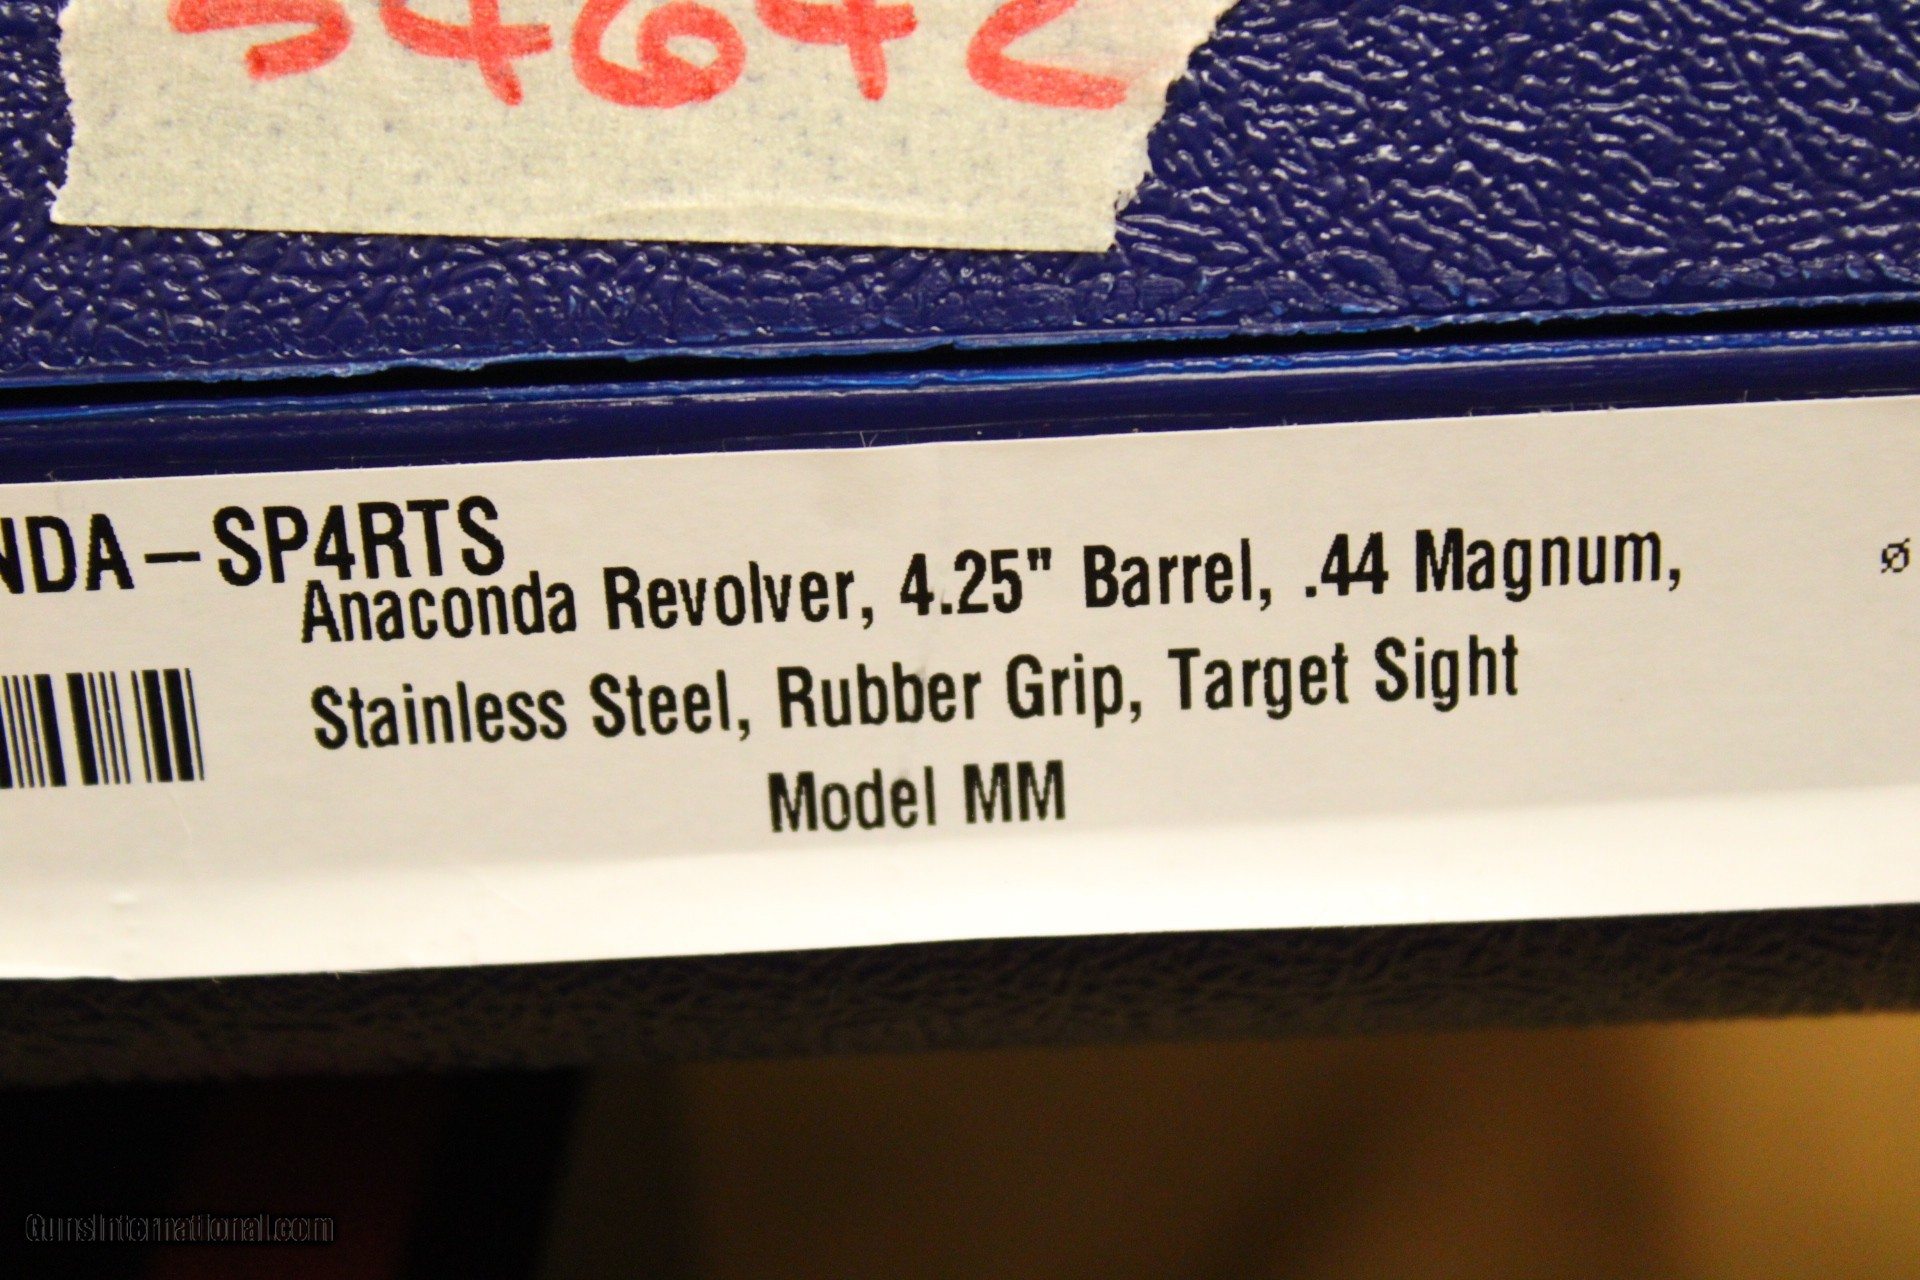 54642
NDA-SP4RTS
Anaconda Revolver, 4.25" Barrel, .44 Magnum,
Stainless Steel, Rubber Grip, Target Sight
Model MM
GunsInternational.com